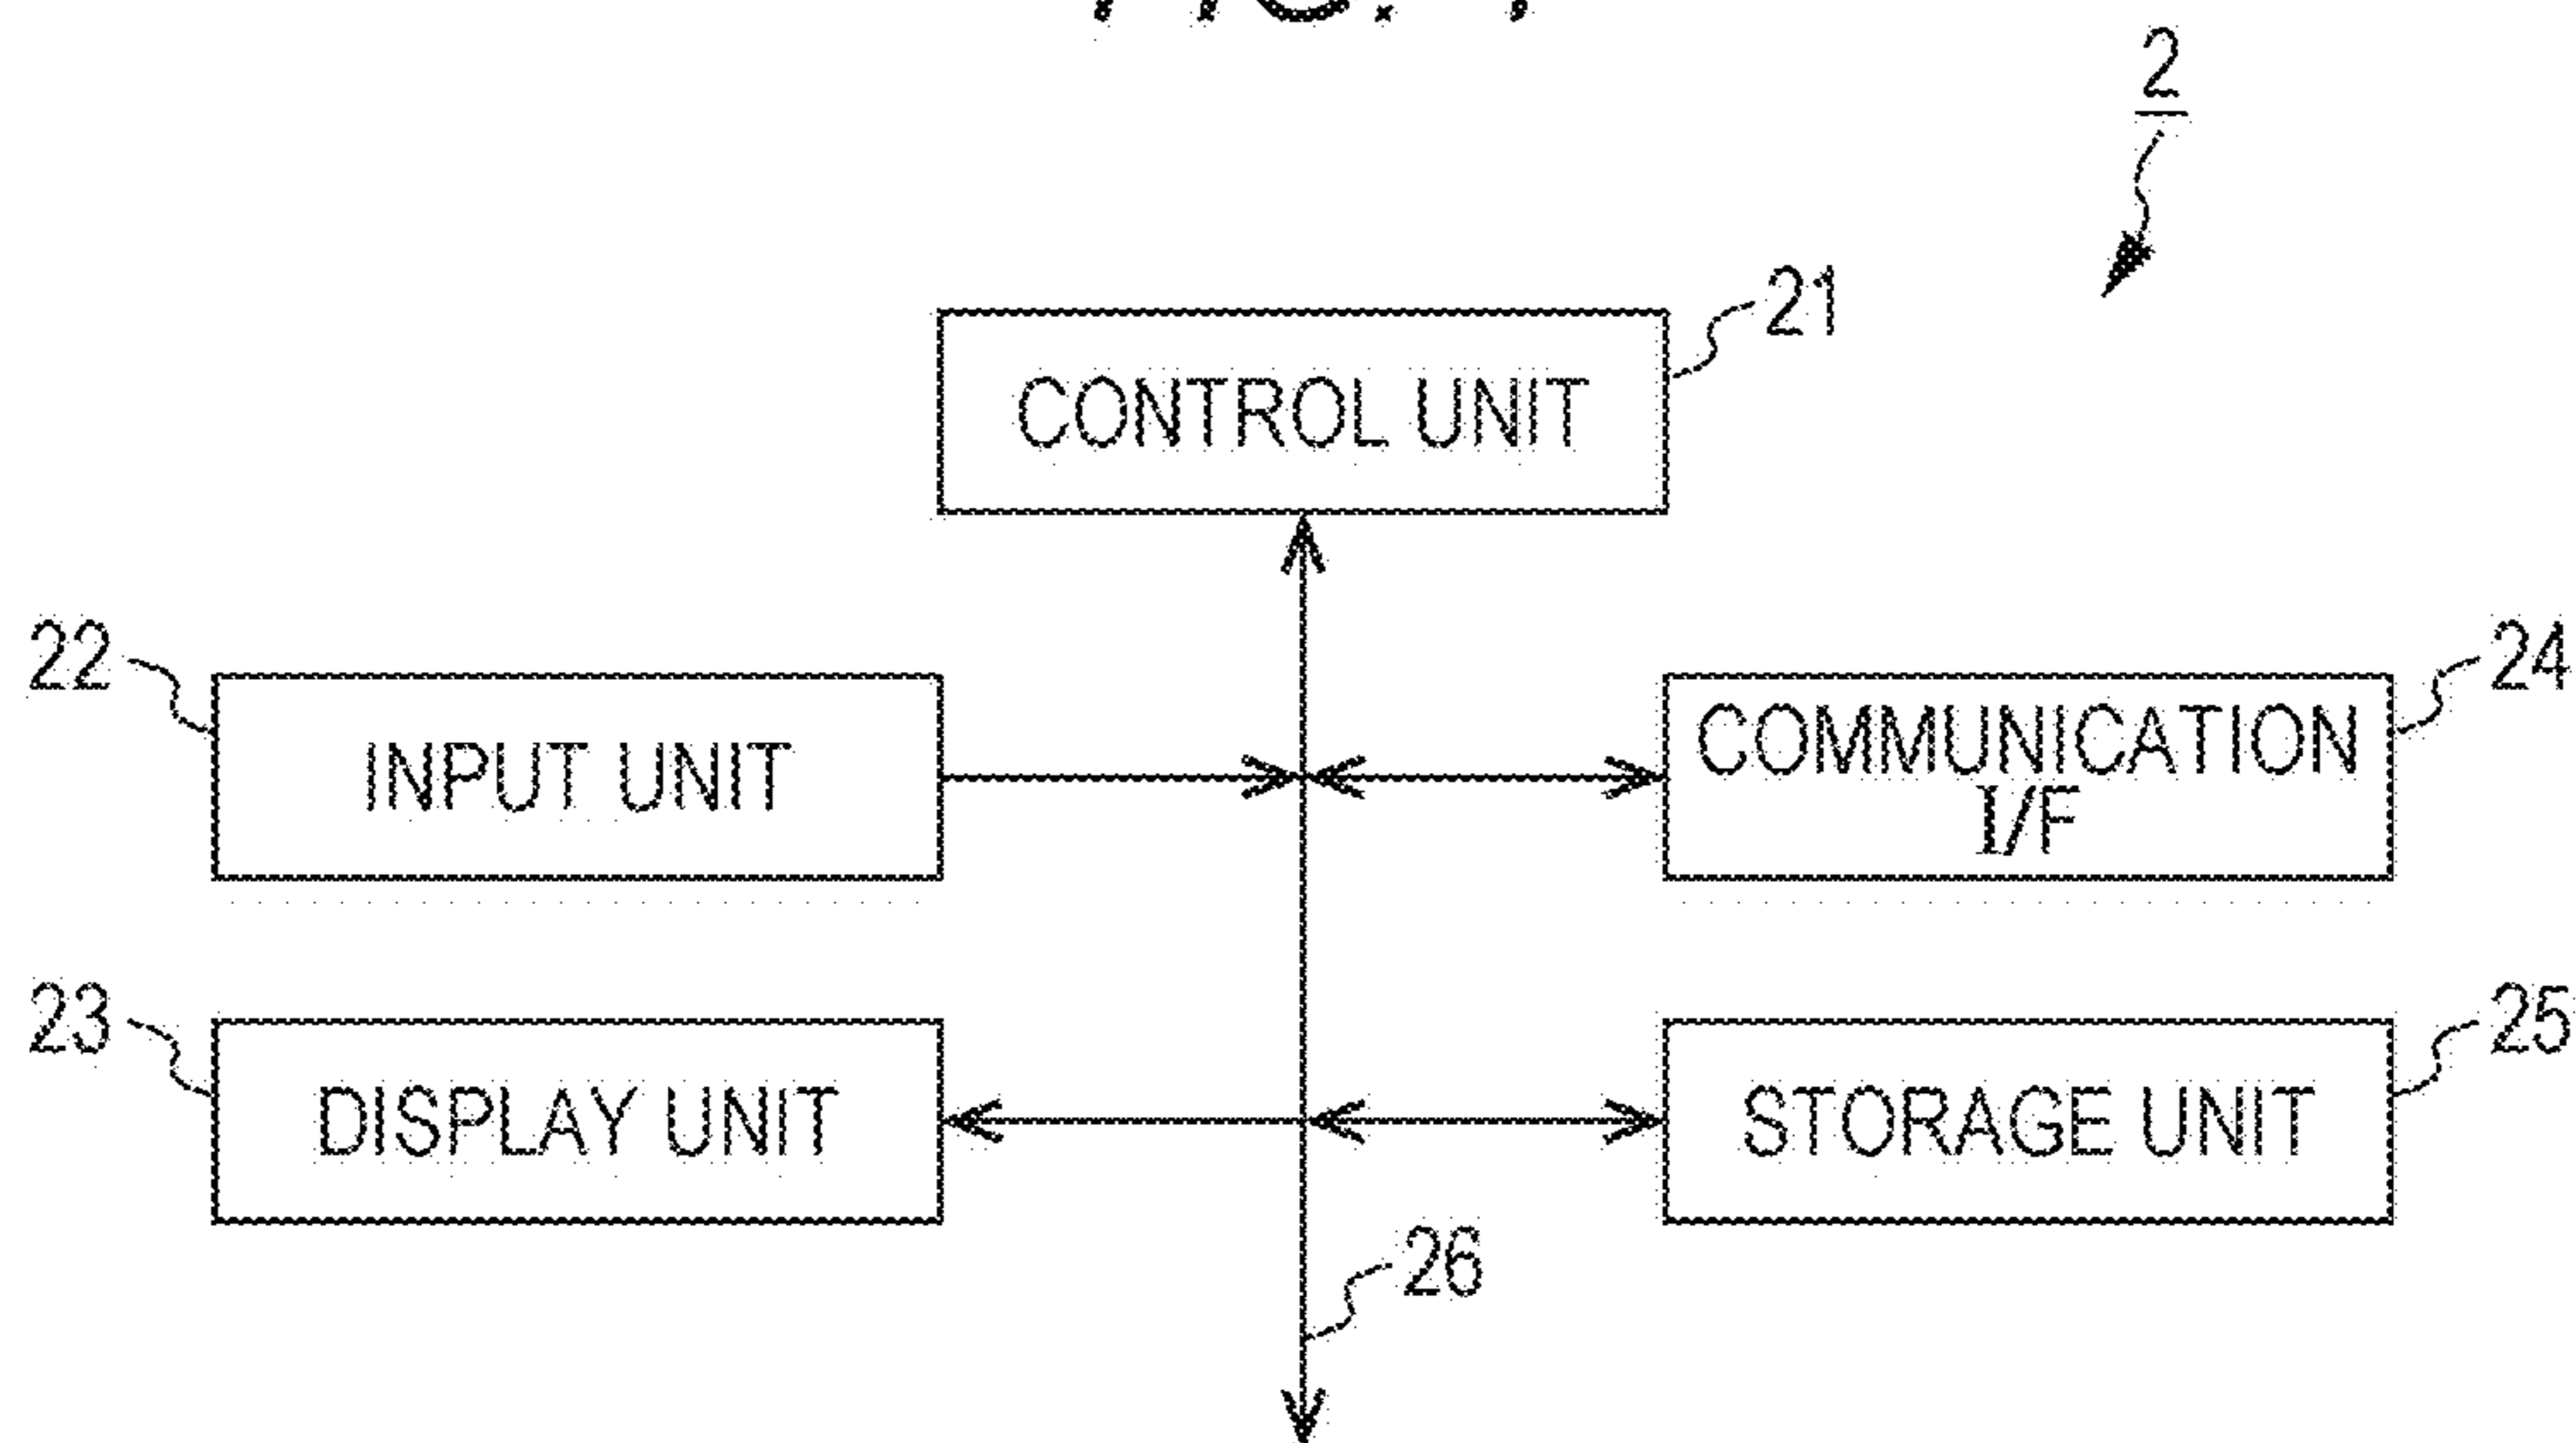 2
21
CONTROL UNIT
22
INPUT UNIT
24
COMMUNICATION
I/F
23
DISPLAY UNIT
25
STORAGE UNIT
26